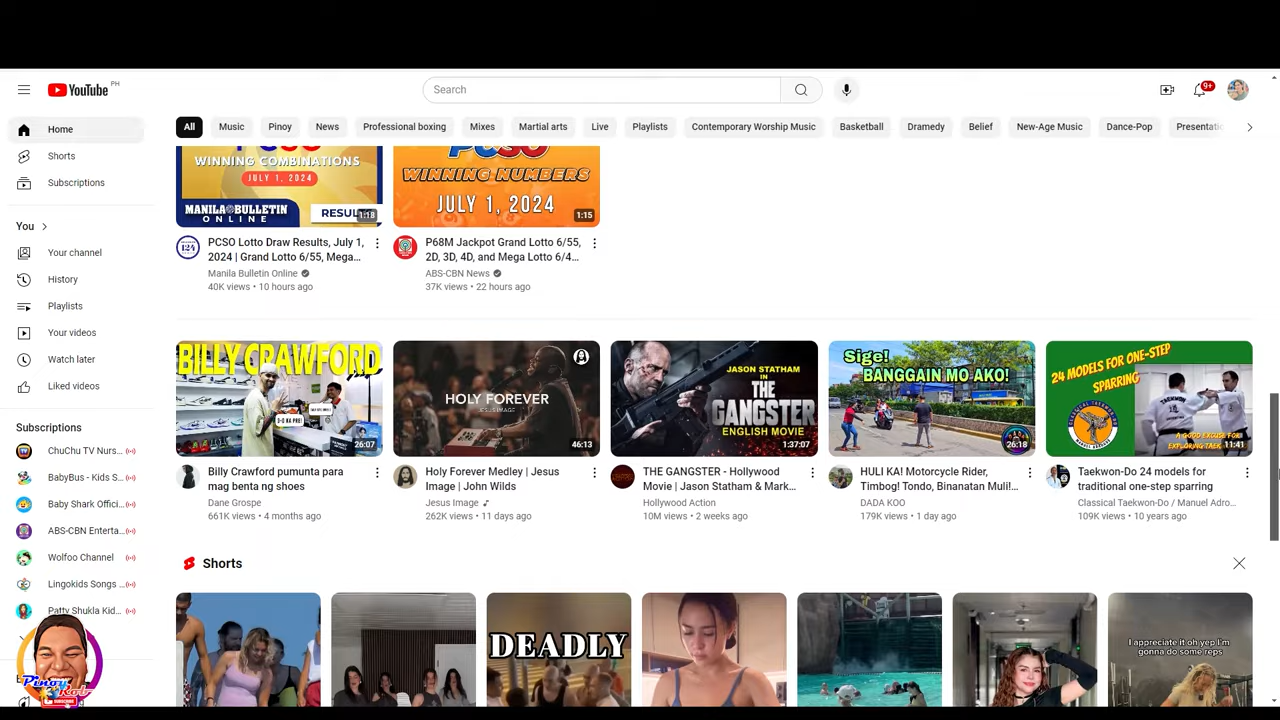 YouTube PH
Search
9+
All
Music
Pinoy
News
Professional boxing
Mixes
Martial arts
Live
Playlists
Contemporary Worship Music
Basketball
Dramedy
Belief
New-Age Music
Dance-Pop
Home
Shorts
Subscriptions
You
Your channel
History
Playlists
Your videos
Watch later
Liked videos
Subscriptions
ChuChu TV Nurs...
BabyBus - Kids S...
Baby Shark Offici...
ABS-CBN Enterta...
Wolfoo Channel
Lingokids Songs ...
Patty Shukla Kid...
WINNING COMBINATIONS
JULY 1, 2024
MANILA BULLETIN
ONLINE
1:18
WINNING NUMBERS
JULY 1, 2024
1:15
PCSO Lotto Draw Results, July 1,
2024 | Grand Lotto 6/55, Mega...
Manila Bulletin Online
40K views • 10 hours ago
P68M Jackpot Grand Lotto 6/55,
2D, 3D, 4D, and Mega Lotto 6/4...
ABS-CBN News
37K views • 22 hours ago
BILLY CRAWFORD
26:07
HOLY FOREVER
JESUS IMAGE
46:13
JASON STATHAM
IN
THE
GANGSTER
ENGLISH MOVIE
1:37:07
Sige!
BANGGAIN MO AKO!
26:18
24 MODELS FOR ONE-STEP
SPARRING
A GOOD EXCUSE FOR
11:41
Billy Crawford pumunta para
mag benta ng shoes
Dane Grospe
661K views • 4 months ago
Holy Forever Medley | Jesus
Image | John Wilds
Jesus Image
262K views • 11 days ago
THE GANGSTER - Hollywood
Movie | Jason Statham & Mark...
Hollywood Action
10M views • 2 weeks ago
HULI KA! Motorcycle Rider,
Timbog! Tondo, Binanatan Muli!...
DADA KOO
179K views • 1 day ago
Taekwon-Do 24 models for
traditional one-step sparring
Classical Taekwon-Do / Manuel Adro...
109K views • 10 years ago
Shorts
DEADLY
I appreciate it oh yep I'm
gonna do some reps
Pinoy
Rob
SUBSCRIBE